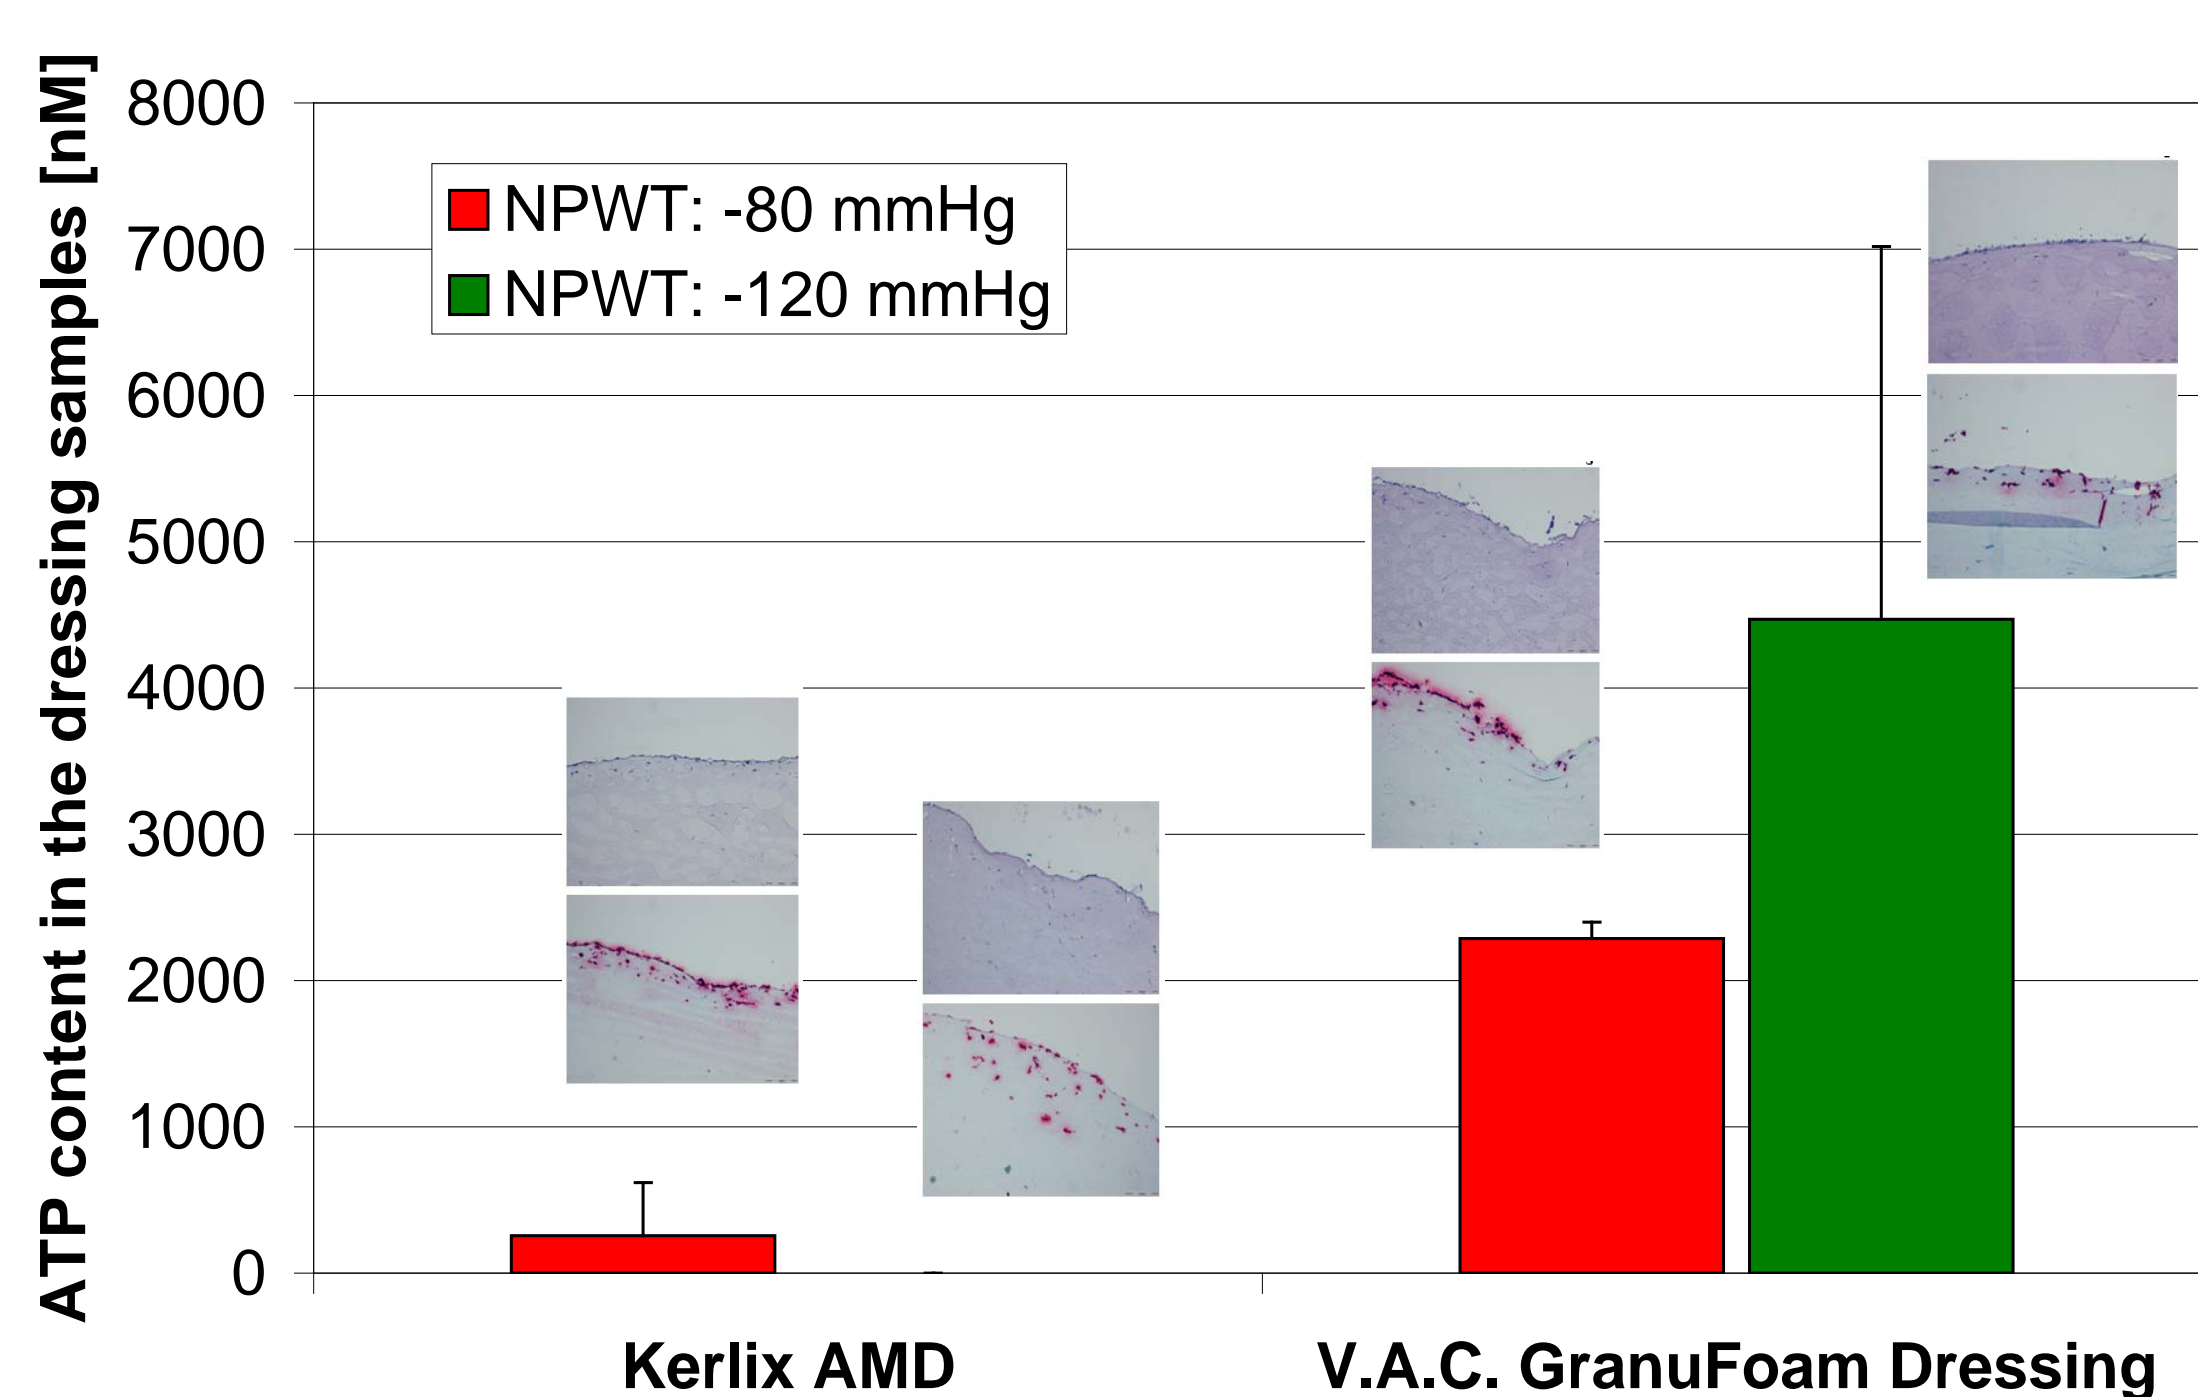 ATP content in the dressing samples [nM]
8000
7000
6000
5000
4000
3000
2000
1000
0
NPWT: -80 mmHg
NPWT: -120 mmHg
Kerlix AMD
V.A.C. GranuFoam Dressing